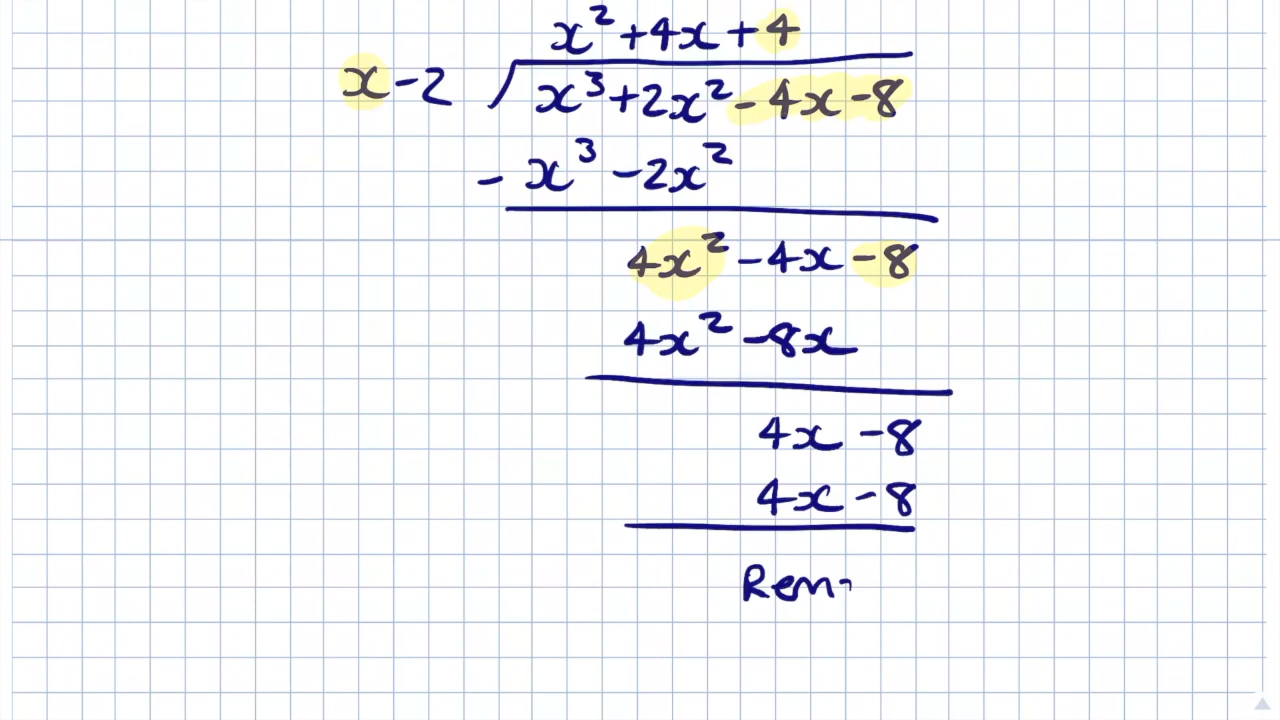 x² + 4x + 4
x - 2 x³ + 2x² - 4x - 8
- x³ - 2x²
4x² - 4x - 8
4x² - 8x
4x - 8
4x - 8
Rem